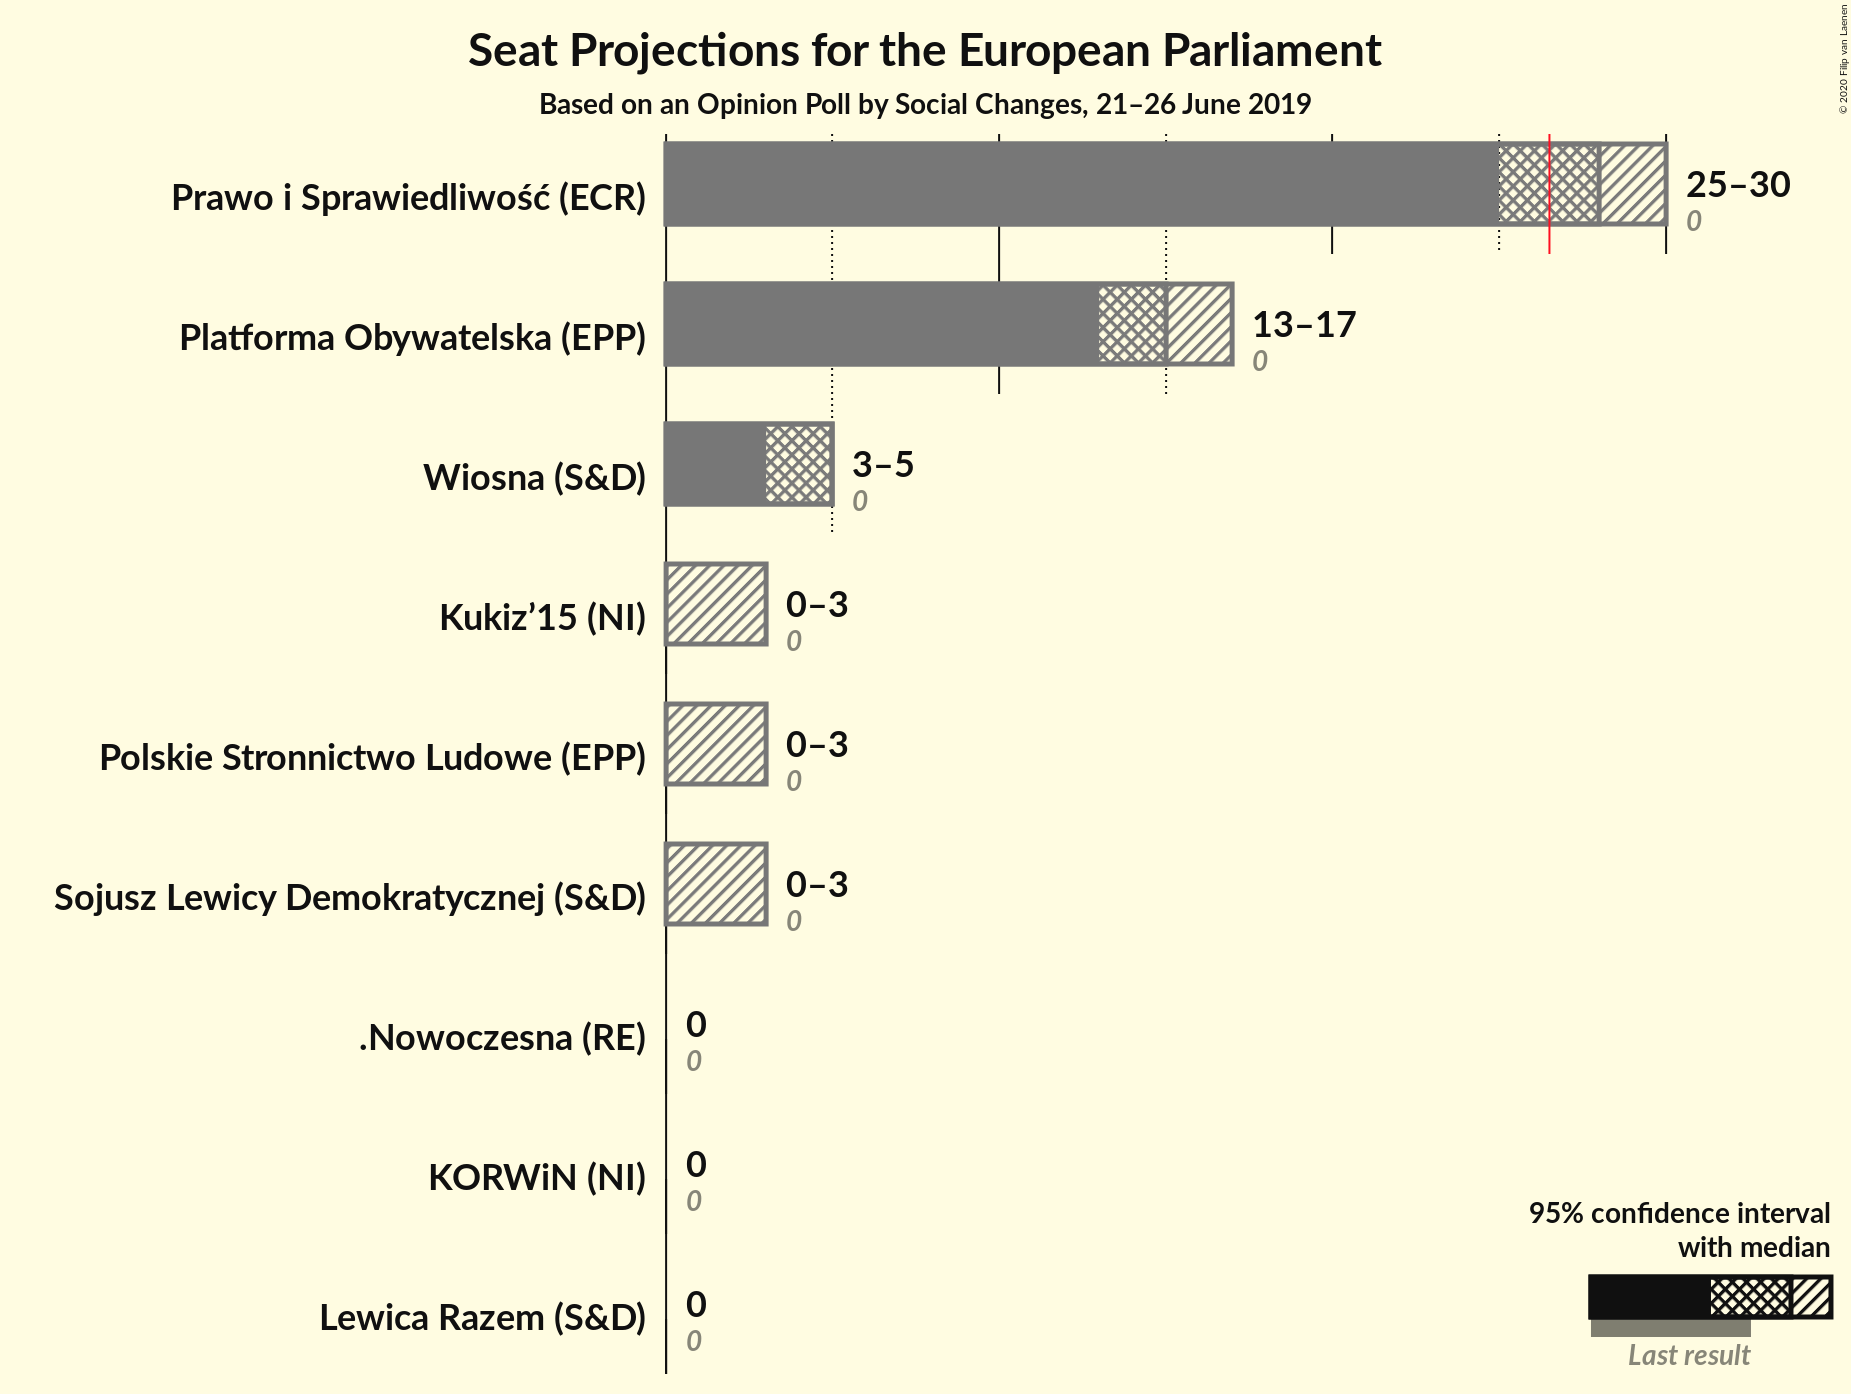 Seat Projections for the European Parliament
Based on an Opinion Poll by Social Changes, 21–26 June 2019
© 2020 Filip van Laenen
Prawo i Sprawiedliwość (ECR)
25–30
0
Platforma Obywatelska (EPP)
13–17
0
Wiosna (S&D)
3–5
0
Kukiz’15 (NI)
0–3
0
Polskie Stronnictwo Ludowe (EPP)
0–3
0
Sojusz Lewicy Demokratycznej (S&D)
0–3
0
.Nowoczesna (RE)
0
0
KORWiN (NI)
0
0
Lewica Razem (S&D)
0
0
95% confidence interval
with median
Last result